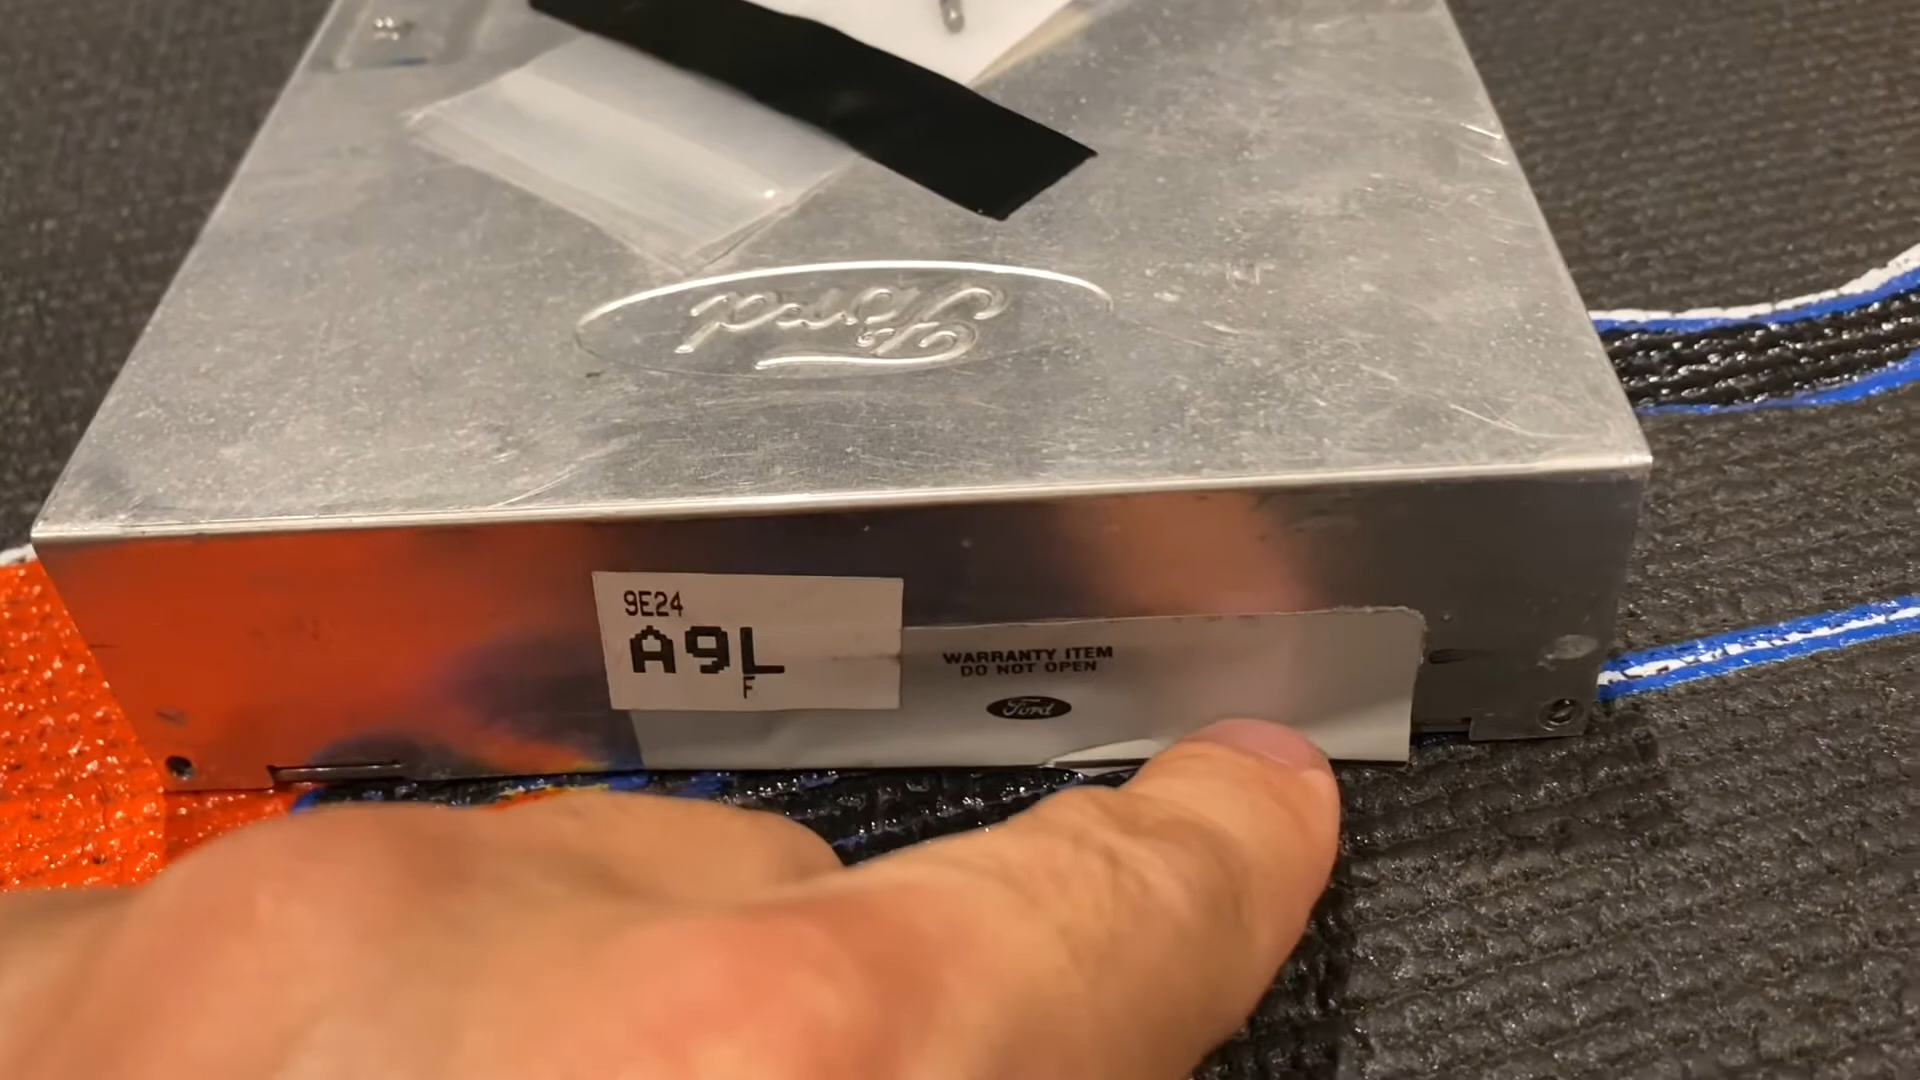 Ford
9E24
A9L
F
WARRANTY ITEM
DO NOT OPEN
Ford